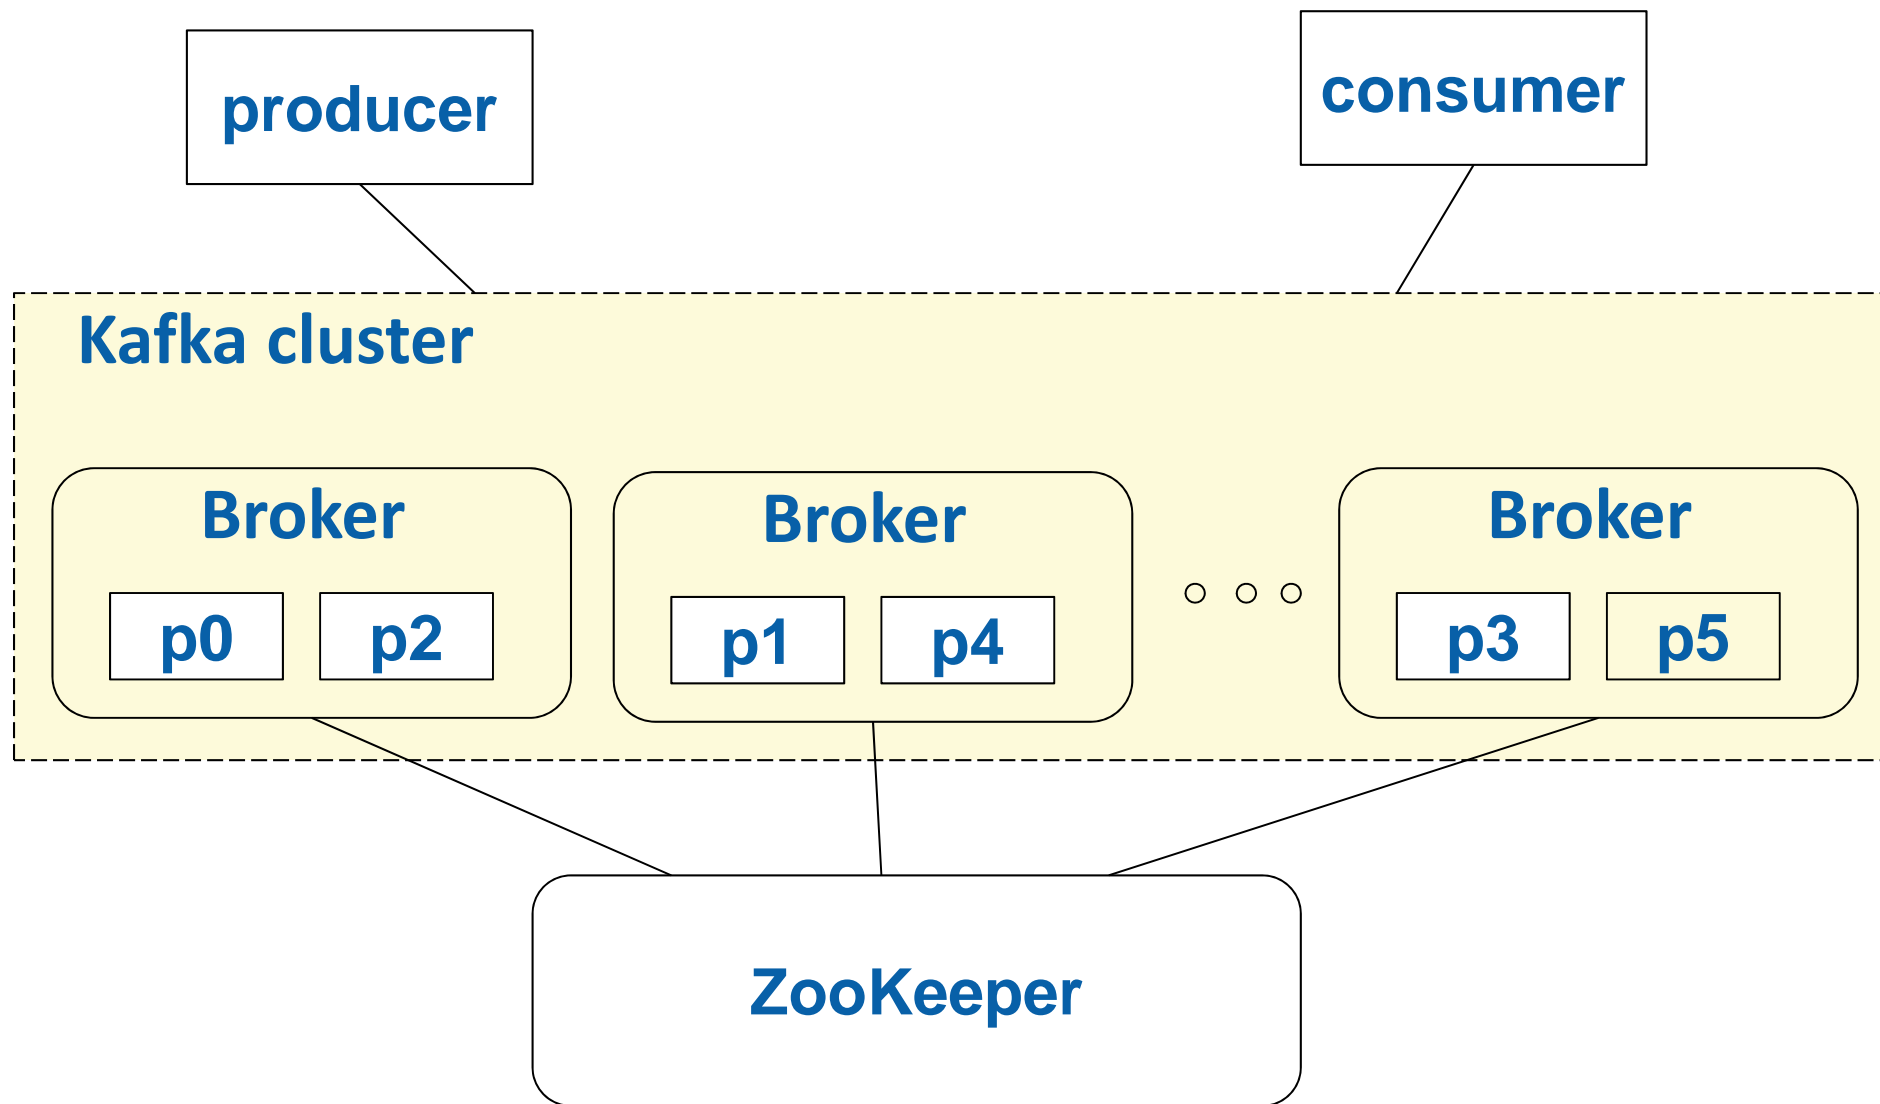 producer
consumer
Kafka cluster
Broker
p0
p2
Broker
p1
p4
Broker
p3
p5
ZooKeeper